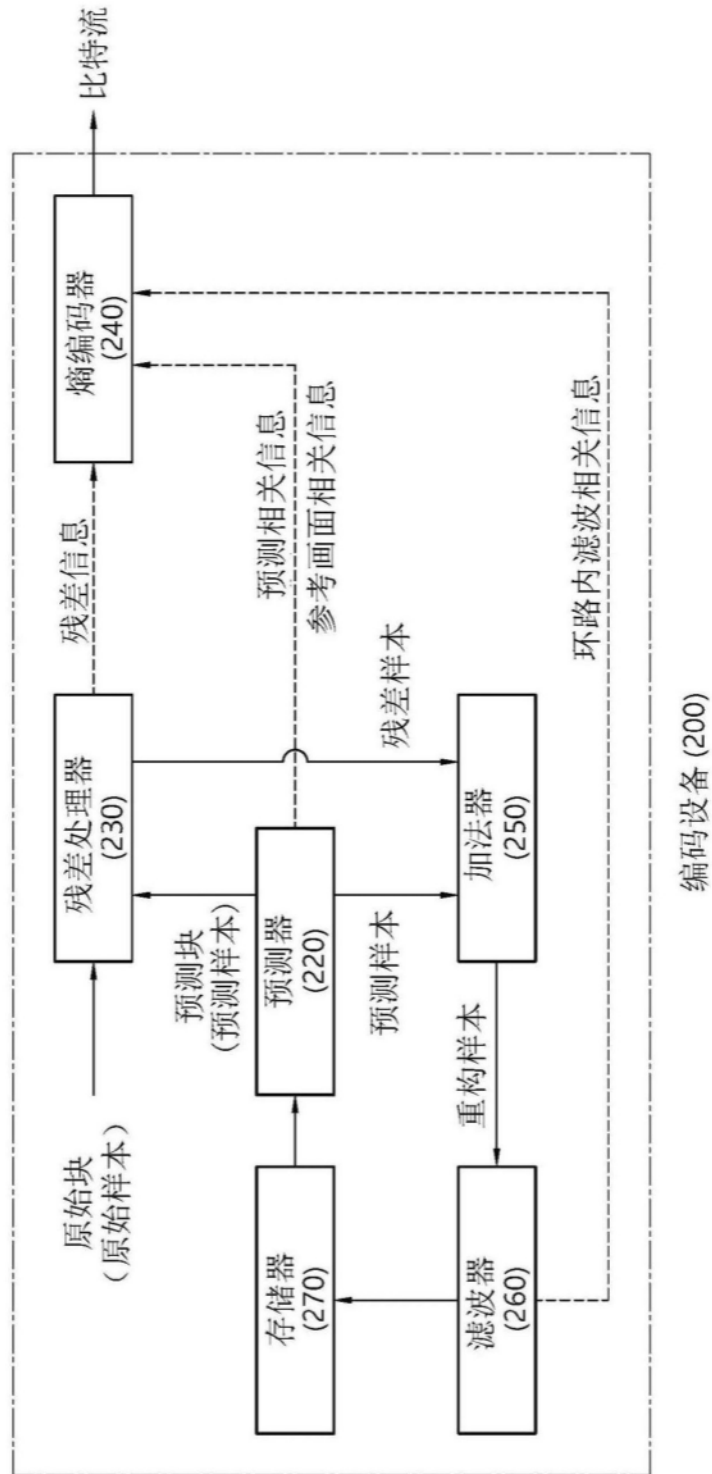 原始块
(原始样本)
残差处理器
(230)
残差信息
熵编码器
(240)
比特流
预测块
(预测样本)
存储器
(270)
预测器
(220)
预测相关信息
参考画面相关信息
预测样本
残差样本
滤波器
(260)
重构样本
加法器
(250)
环路内滤波相关信息
编码设备 (200)